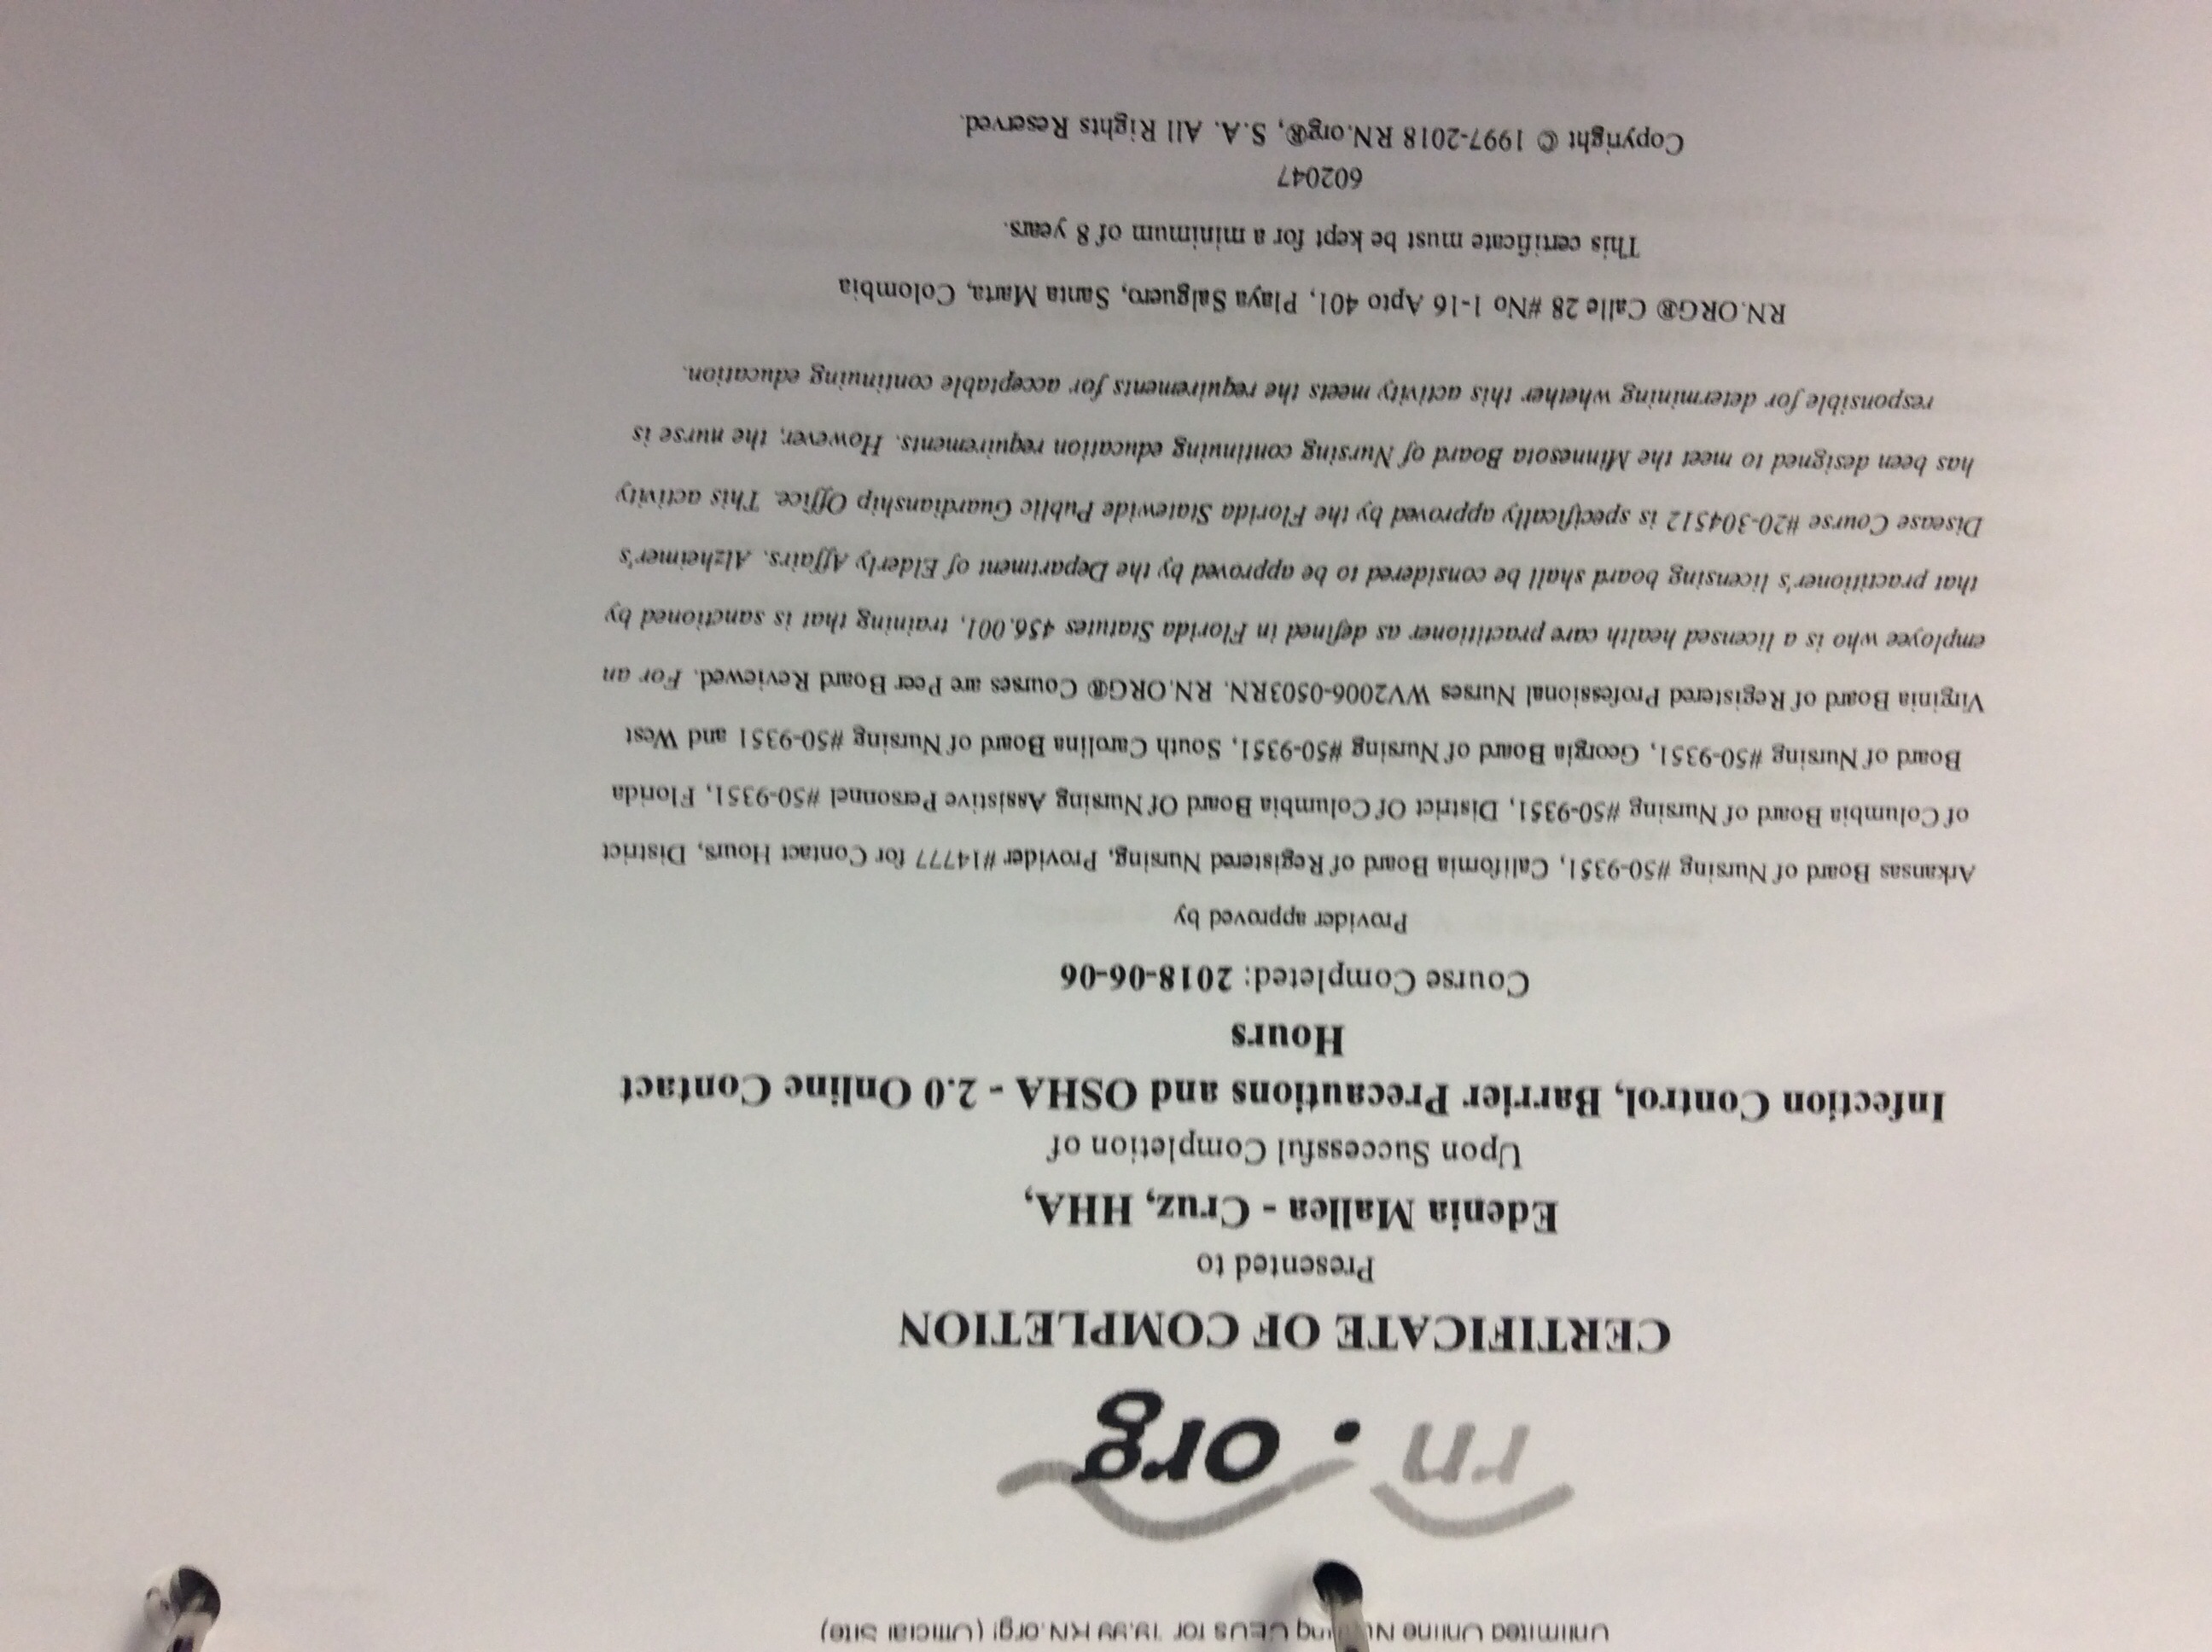 Unlimited Online Nursing CEUs for 19.99 RN.org! (Official Site)
rn.org
CERTIFICATE OF COMPLETION
Presented to
Edenia Mallea - Cruz, HHA,
Upon Successful Completion of
Infection Control, Barrier Precautions and OSHA - 2.0 Online Contact
Hours
Course Completed: 2018-06-06
Provider approved by
Arkansas Board of Nursing #50-9351, California Board of Registered Nursing, Provider #14777 for Contact Hours, District
of Columbia Board of Nursing #50-9351, District Of Columbia Board Of Nursing Assistive Personnel #50-9351, Florida
Board of Nursing #50-9351, Georgia Board of Nursing #50-9351, South Carolina Board of Nursing #50-9351 and West
Virginia Board of Registered Professional Nurses WV2006-0503RN. RN.ORG® Courses are Peer Board Reviewed. For an
employee who is a licensed health care practitioner as defined in Florida Statutes 456.001, training that is sanctioned by
that practitioner's licensing board shall be considered to be approved by the Department of Elderly Affairs. Alzheimer's
Disease Course #20-304512 is specifically approved by the Florida Statewide Public Guardianship Office. This activity
has been designed to meet the Minnesota Board of Nursing continuing education requirements. However, the nurse is
responsible for determining whether this activity meets the requirements for acceptable continuing education.
RN.ORG® Calle 28 #No 1-16 Apto 401, Playa Salguero, Santa Marta, Colombia
This certificate must be kept for a minimum of 8 years.
602047
Copyright © 1997-2018 RN.org®, S.A. All Rights Reserved.